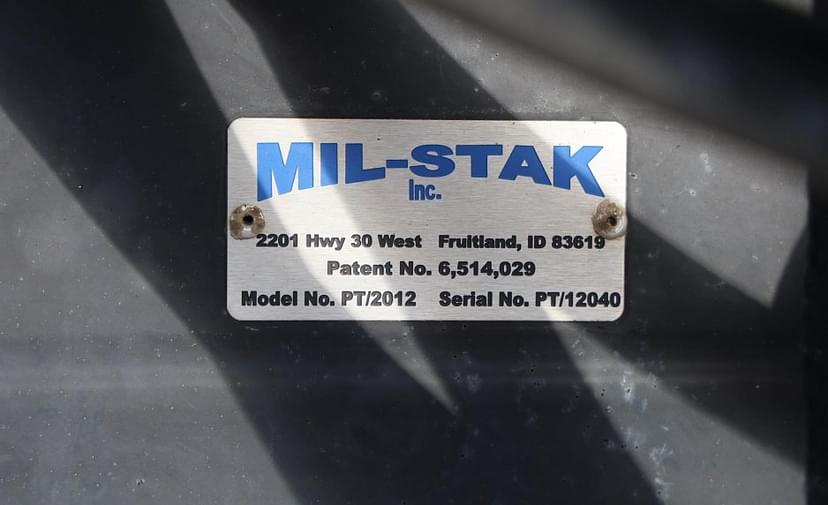 MIL-STAK
Inc.
2201 Hwy 30 West Fruitland, ID 83619
Patent No. 6,514,029
Model No. PT/2012 Serial No. PT/12040